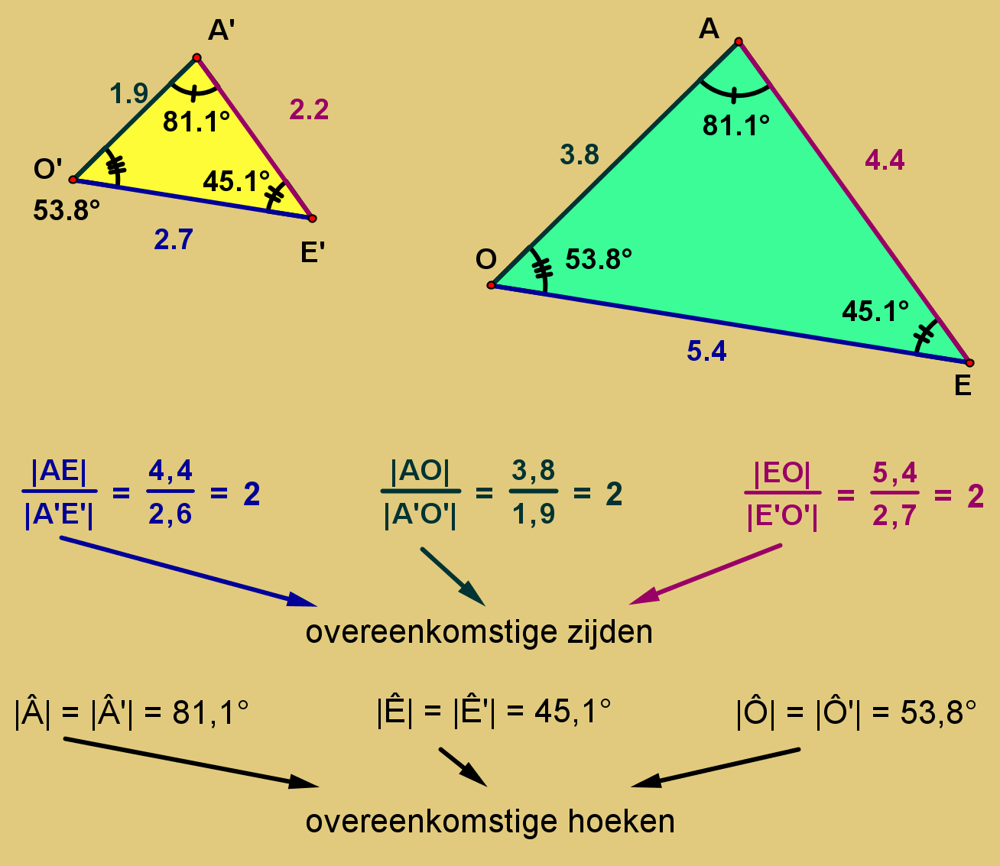 A'
A
1.9
2.2
81.1°
81.1°
3.8
4.4
O'
45.1°
53.8°
2.7
E'
O
53.8°
45.1°
5.4
E
|AE| / |A'E'| = 4,4 / 2,6 = 2
|AO| / |A'O'| = 3,8 / 1,9 = 2
|EO| / |E'O'| = 5,4 / 2,7 = 2
overeenkomstige zijden
|Â| = |Â'| = 81,1°
|Ê| = |Ê'| = 45,1°
|Ô| = |Ô'| = 53,8°
overeenkomstige hoeken